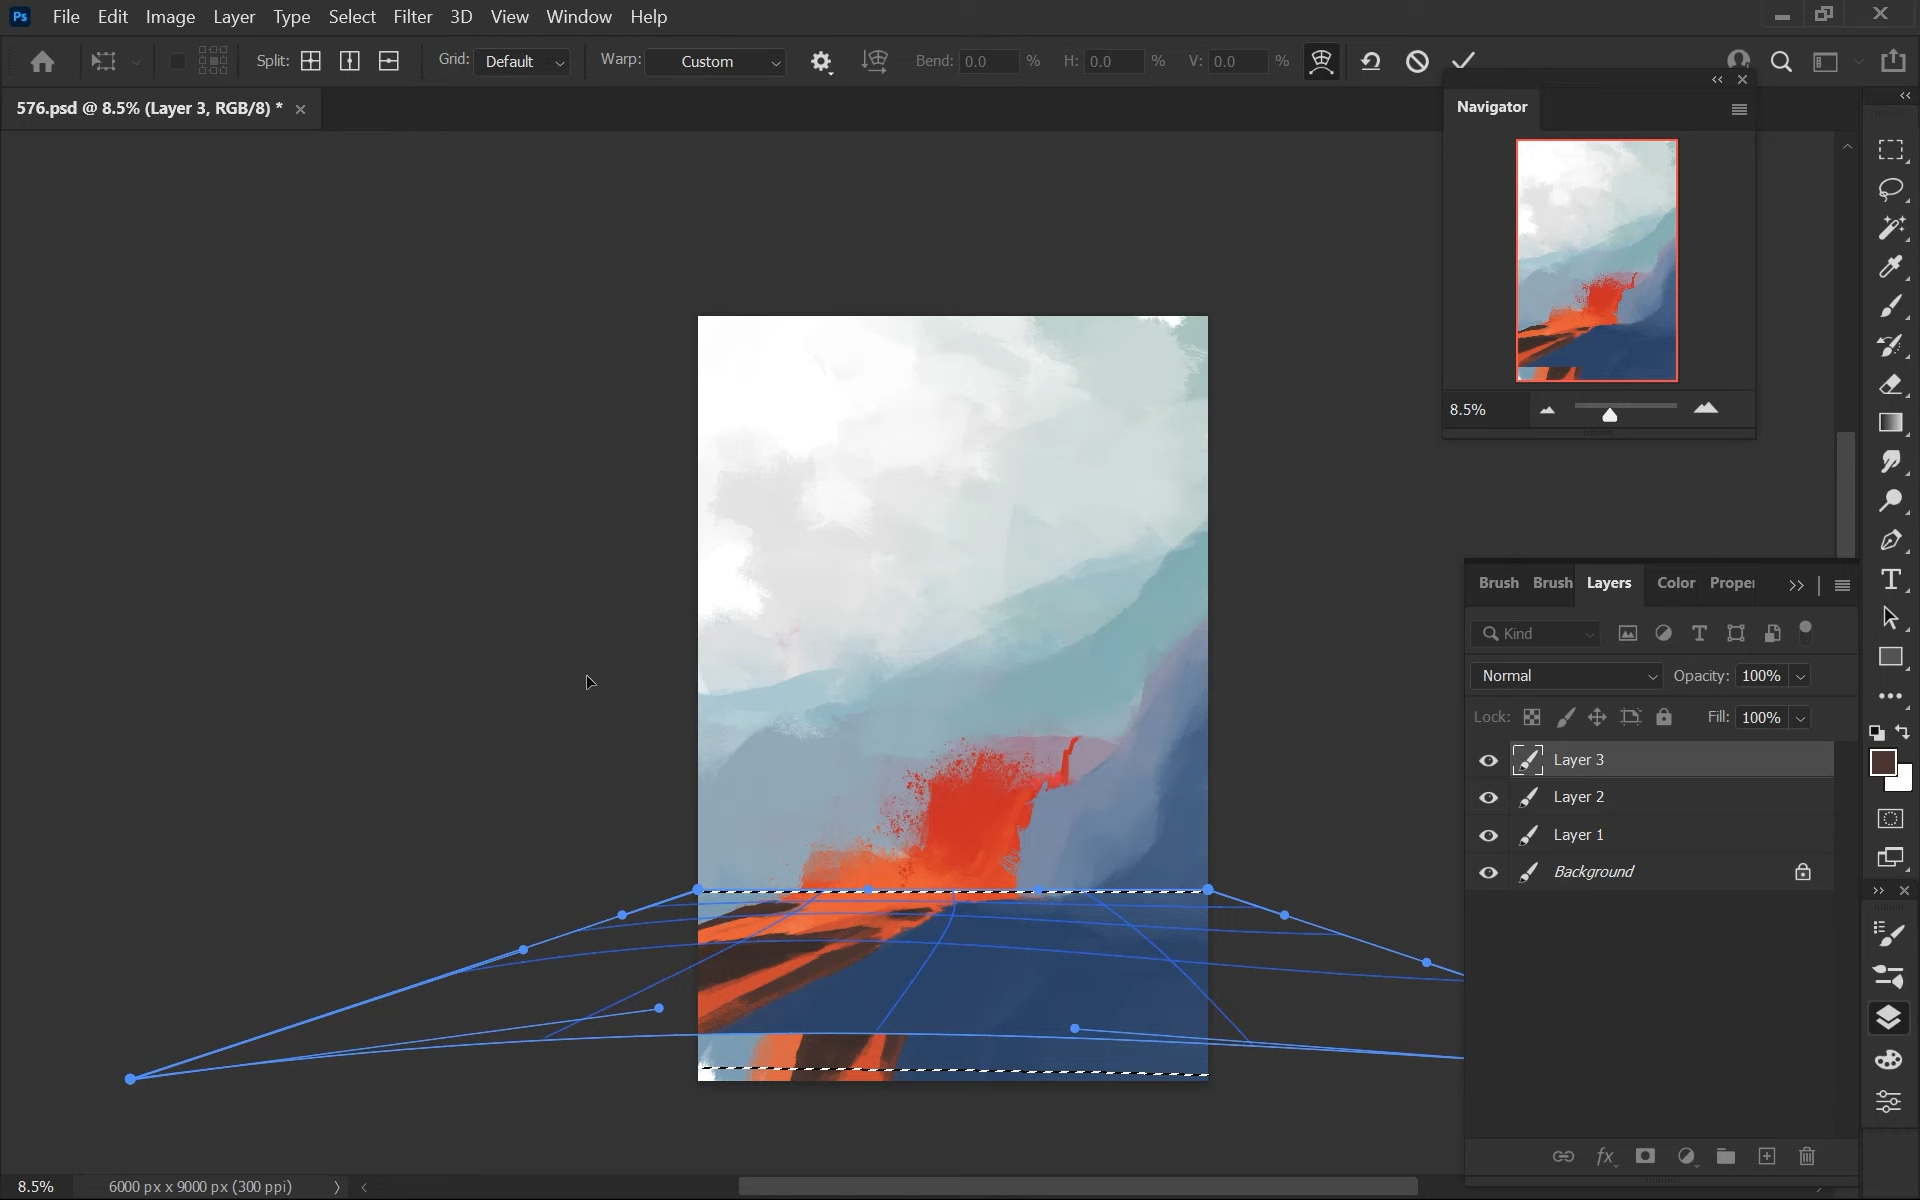 Ps File Edit Image Layer Type Select Filter 3D View Window Help
Split: Grid: Default Warp: Custom Bend: 0.0 % H: 0.0 % V: 0.0 %
576.psd @ 8.5% (Layer 3, RGB/8) *
Navigator
8.5%
Brush Brush Layers Color Proper
Kind
Normal Opacity: 100%
Lock: Fill: 100%
Layer 3
Layer 2
Layer 1
Background
fx
8.5% 6000 px x 9000 px (300 ppi)